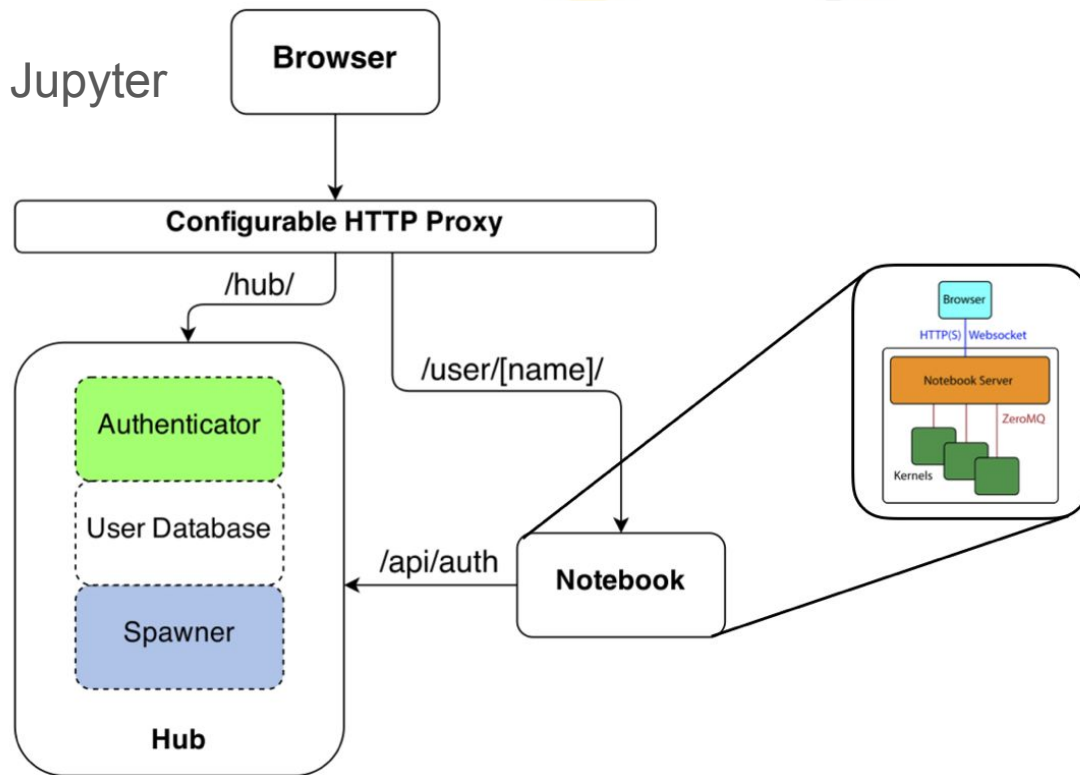 Jupyter
Browser
Configurable HTTP Proxy
/hub/
/user/[name]/
Authenticator
User Database
Spawner
Hub
/api/auth
Notebook
Browser
HTTP(S) Websocket
Notebook Server
ZeroMQ
Kernels